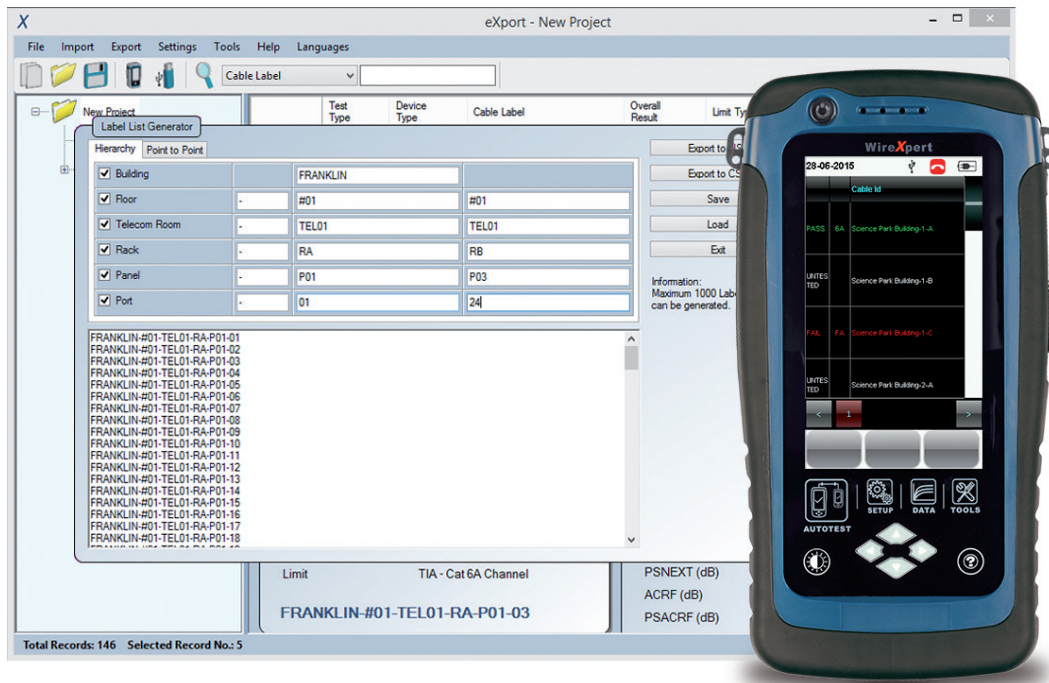 X
eXport - New Project
File Import Export Settings Tools Help Languages
Cable Label
New Project
Test Type
Device Type
Cable Label
Overall Result
Limit Ty
Label List Generator
Hierarchy Point to Point
Building FRANKLIN
Floor - #01 #01
Telecom Room - TEL01 TEL01
Rack - RA RB
Panel - P01 P03
Port - 01 24
Export to
Export to CS
Save
Load
Exit
Information:
Maximum 1000 Lab
can be generated.
FRANKLIN-#01-TEL01-RA-P01-01
FRANKLIN-#01-TEL01-RA-P01-02
FRANKLIN-#01-TEL01-RA-P01-03
FRANKLIN-#01-TEL01-RA-P01-04
FRANKLIN-#01-TEL01-RA-P01-05
FRANKLIN-#01-TEL01-RA-P01-06
FRANKLIN-#01-TEL01-RA-P01-07
FRANKLIN-#01-TEL01-RA-P01-08
FRANKLIN-#01-TEL01-RA-P01-09
FRANKLIN-#01-TEL01-RA-P01-10
FRANKLIN-#01-TEL01-RA-P01-11
FRANKLIN-#01-TEL01-RA-P01-12
FRANKLIN-#01-TEL01-RA-P01-13
FRANKLIN-#01-TEL01-RA-P01-14
FRANKLIN-#01-TEL01-RA-P01-15
FRANKLIN-#01-TEL01-RA-P01-16
FRANKLIN-#01-TEL01-RA-P01-17
FRANKLIN-#01-TEL01-RA-P01-18
Limit TIA - Cat 6A Channel
FRANKLIN-#01-TEL01-RA-P01-03
PSNEXT (dB)
ACRF (dB)
PSACRF (dB)
Total Records: 146 Selected Record No.: 5
WireXpert
28-06-2015
Cable Id
PASS 6A Science Park Building-1-A
UNTES
TED Science Park Building-1-B
FAIL EA Science Park Building-1-C
UNTES
TED Science Park Building-2-A
< 1 >
AUTOTEST
SETUP
DATA
TOOLS
?